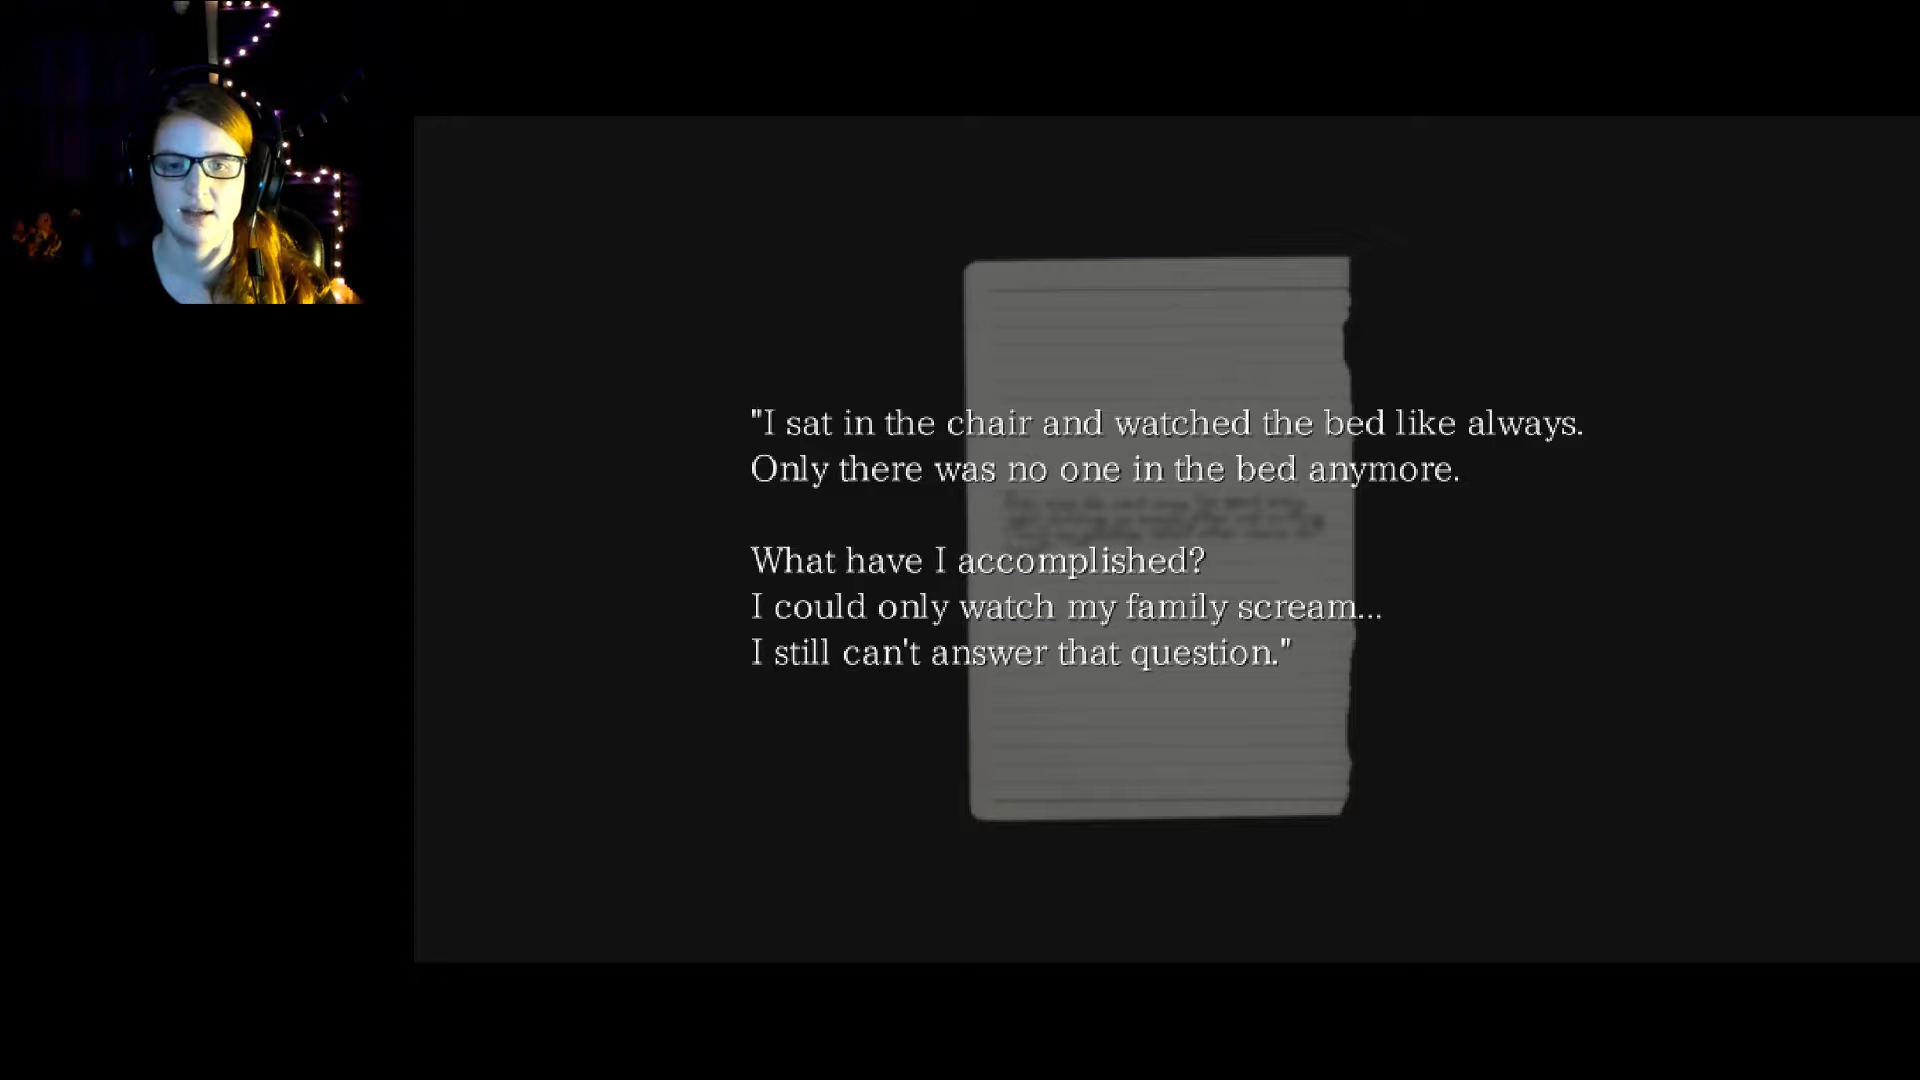 "I sat in the chair and watched the bed like always.
Only there was no one in the bed anymore.
What have I accomplished?
I could only watch my family scream...
I still can't answer that question."